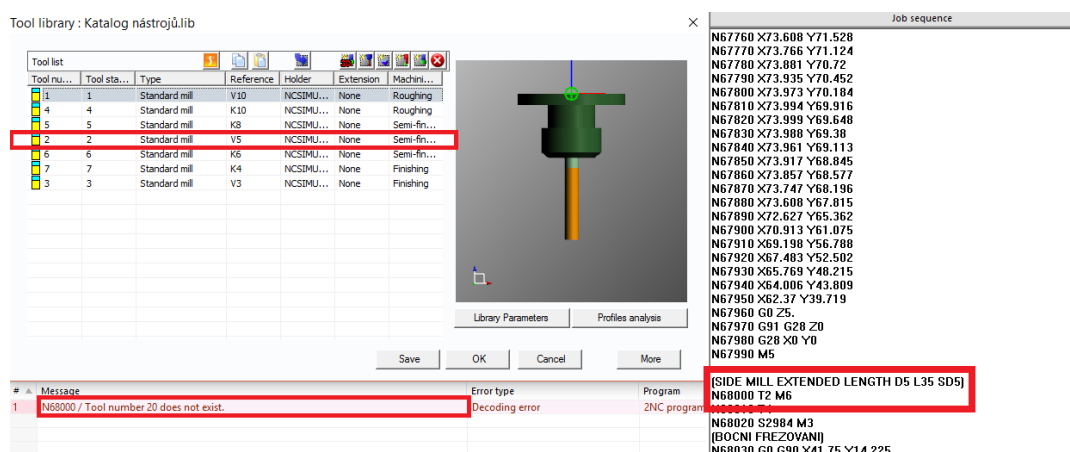 Tool library : Katalog nástrojů.lib
Tool list
Tool nu... Tool sta... Type Reference Holder Extension Machini...
1 1 Standard mill V10 NCSIMU... None Roughing
4 4 Standard mill K10 NCSIMU... None Roughing
5 5 Standard mill K8 NCSIMU... None Semi-fin...
2 2 Standard mill V5 NCSIMU... None Semi-fin...
6 6 Standard mill K6 NCSIMU... None Semi-fin...
7 7 Standard mill K4 NCSIMU... None Finishing
3 3 Standard mill V3 NCSIMU... None Finishing
Library Parameters Profiles analysis
Save OK Cancel More
# Message Error type Program
1 N68000 / Tool number 20 does not exist. Decoding error 2NC program
Job sequence
N67760 X73.608 Y71.528
N67770 X73.766 Y71.124
N67780 X73.881 Y70.72
N67790 X73.935 Y70.452
N67800 X73.973 Y70.184
N67810 X73.994 Y69.916
N67820 X73.999 Y69.648
N67830 X73.988 Y69.38
N67840 X73.961 Y69.113
N67850 X73.917 Y68.845
N67860 X73.857 Y68.577
N67870 X73.747 Y68.196
N67880 X73.608 Y67.815
N67890 X72.627 Y65.362
N67900 X70.913 Y61.075
N67910 X69.198 Y56.788
N67920 X67.483 Y52.502
N67930 X65.769 Y48.215
N67940 X64.006 Y43.809
N67950 X62.37 Y39.719
N67960 G0 Z5.
N67970 G91 G28 Z0
N67980 G28 X0 Y0
N67990 M5
(SIDE MILL EXTENDED LENGTH D5 L35 SD5)
N68000 T2 M6
N68020 S2984 M3
(BOCNI FREZOVANI)
N68030 G0 G90 X41.75 Y14.225